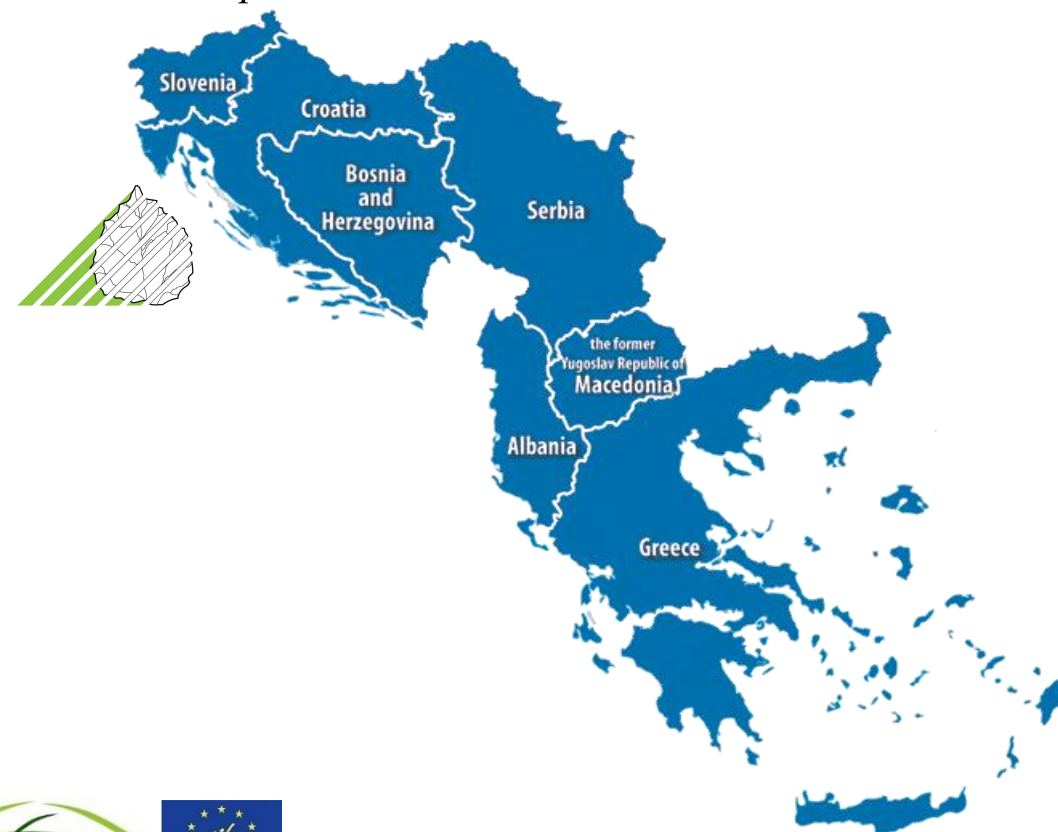 Slovenia
Croatia
Bosnia
and
Herzegovina
Serbia
the former
Yugoslav Republic of
Macedonia
Albania
Greece